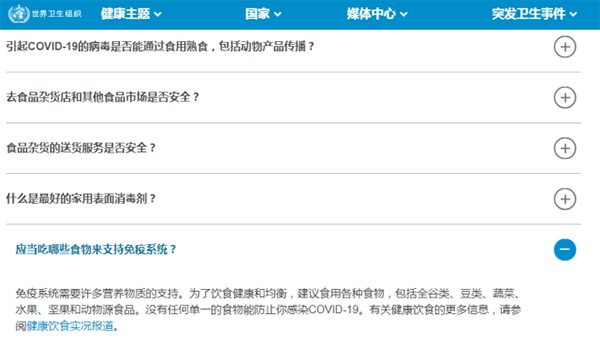 世界卫生组织 健康主题 国家 媒体中心 突发卫生事件
引起COVID-19的病毒是否能通过食用熟食，包括动物产品传播？
去食品杂货店和其他食品市场是否安全？
食品杂货的送货服务是否安全？
什么是最好的家用表面消毒剂？
应当吃哪些食物来支持免疫系统？
免疫系统需要许多营养物质的支持。为了饮食健康和均衡，建议食用各种食物，包括全谷类、豆类、蔬菜、
水果、坚果和动物源食品。没有任何单一的食物能防止你感染COVID-19。有关健康饮食的更多信息，请参
阅健康饮食实况报道。